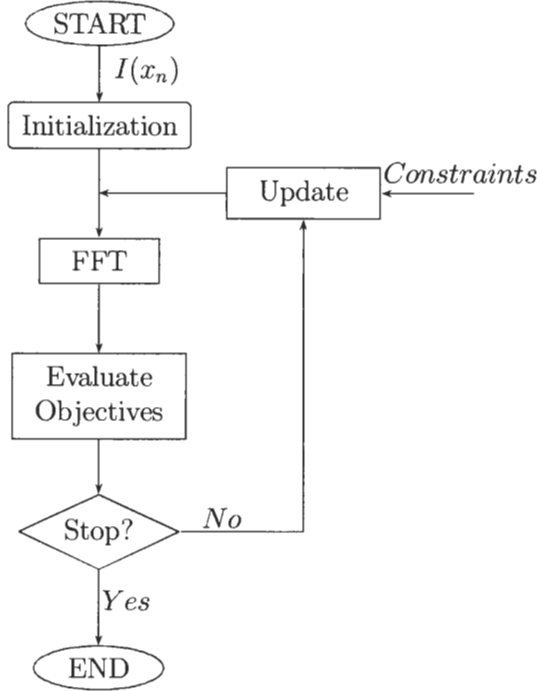 START
I(x_n)
Initialization
Constraints
Update
FFT
Evaluate
Objectives
No
Stop?
Yes
END